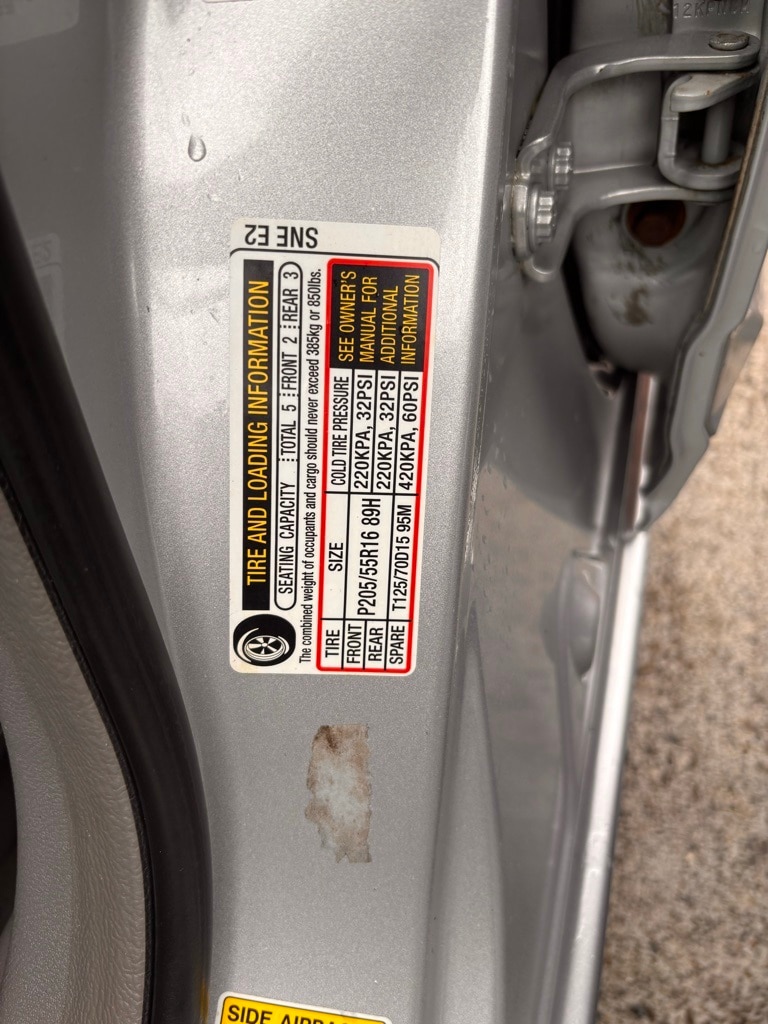 SNE E2
TIRE AND LOADING INFORMATION
SEATING CAPACITY TOTAL 5 FRONT 2 REAR 3
The combined weight of occupants and cargo should never exceed 385kg or 850lbs.
TIRE SIZE COLD TIRE PRESSURE SEE OWNER'S MANUAL FOR ADDITIONAL INFORMATION
FRONT P205/55R16 89H 220KPA, 32PSI
REAR 220KPA, 32PSI
SPARE T125/70D15 95M 420KPA, 60PSI
SIDE AIRBAG